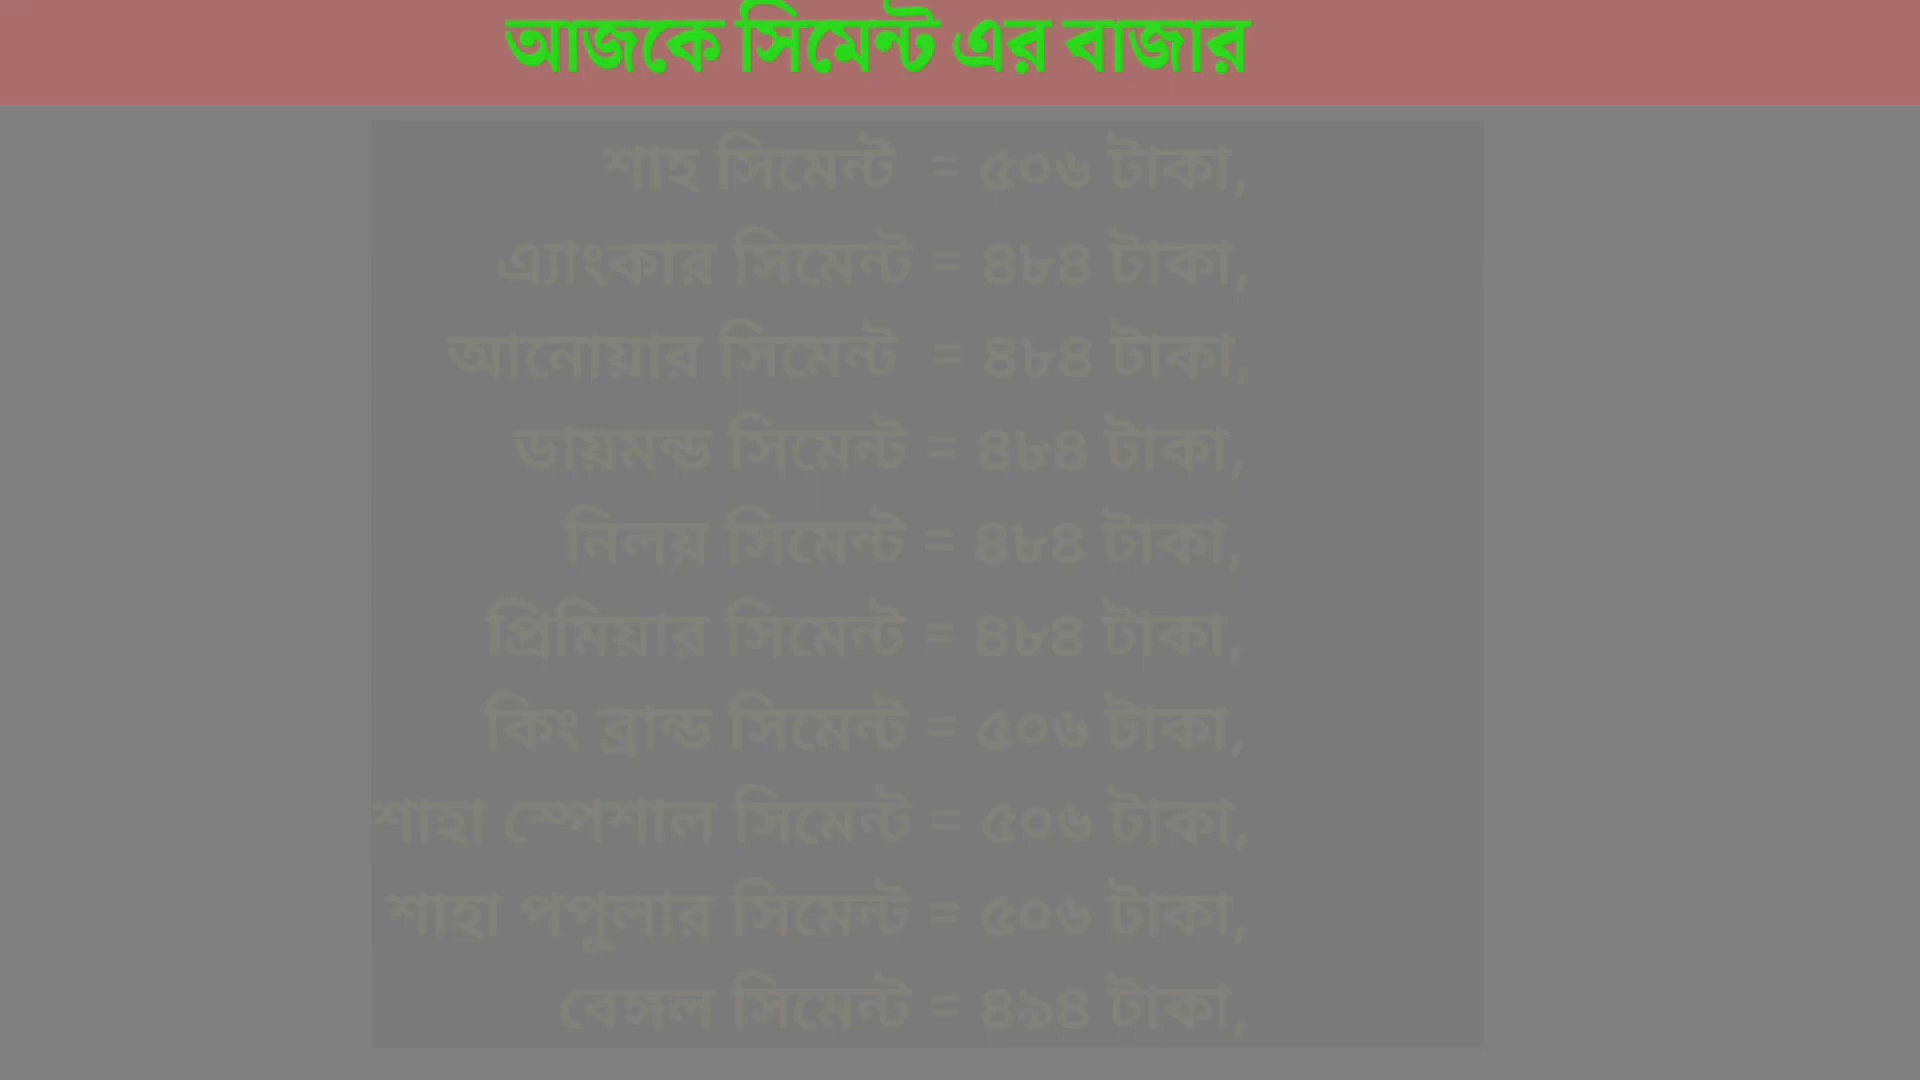 আজকে সিমেন্ট এর বাজার
শাহ সিমেন্ট = ৫০৬ টাকা,
এ্যাংকার সিমেন্ট = ৪৮৪ টাকা,
আনোয়ার সিমেন্ট = ৪৮৪ টাকা,
ডায়মন্ড সিমেন্ট = ৪৮৪ টাকা,
নিলয় সিমেন্ট = ৪৮৪ টাকা,
প্রিমিয়ার সিমেন্ট = ৪৮৪ টাকা,
কিং ব্রান্ড সিমেন্ট = ৫০৬ টাকা,
শাহা স্পেশাল সিমেন্ট = ৫০৬ টাকা,
শাহা পপুলার সিমেন্ট = ৫০৬ টাকা,
বেঙ্গল সিমেন্ট = ৪৯৪ টাকা,